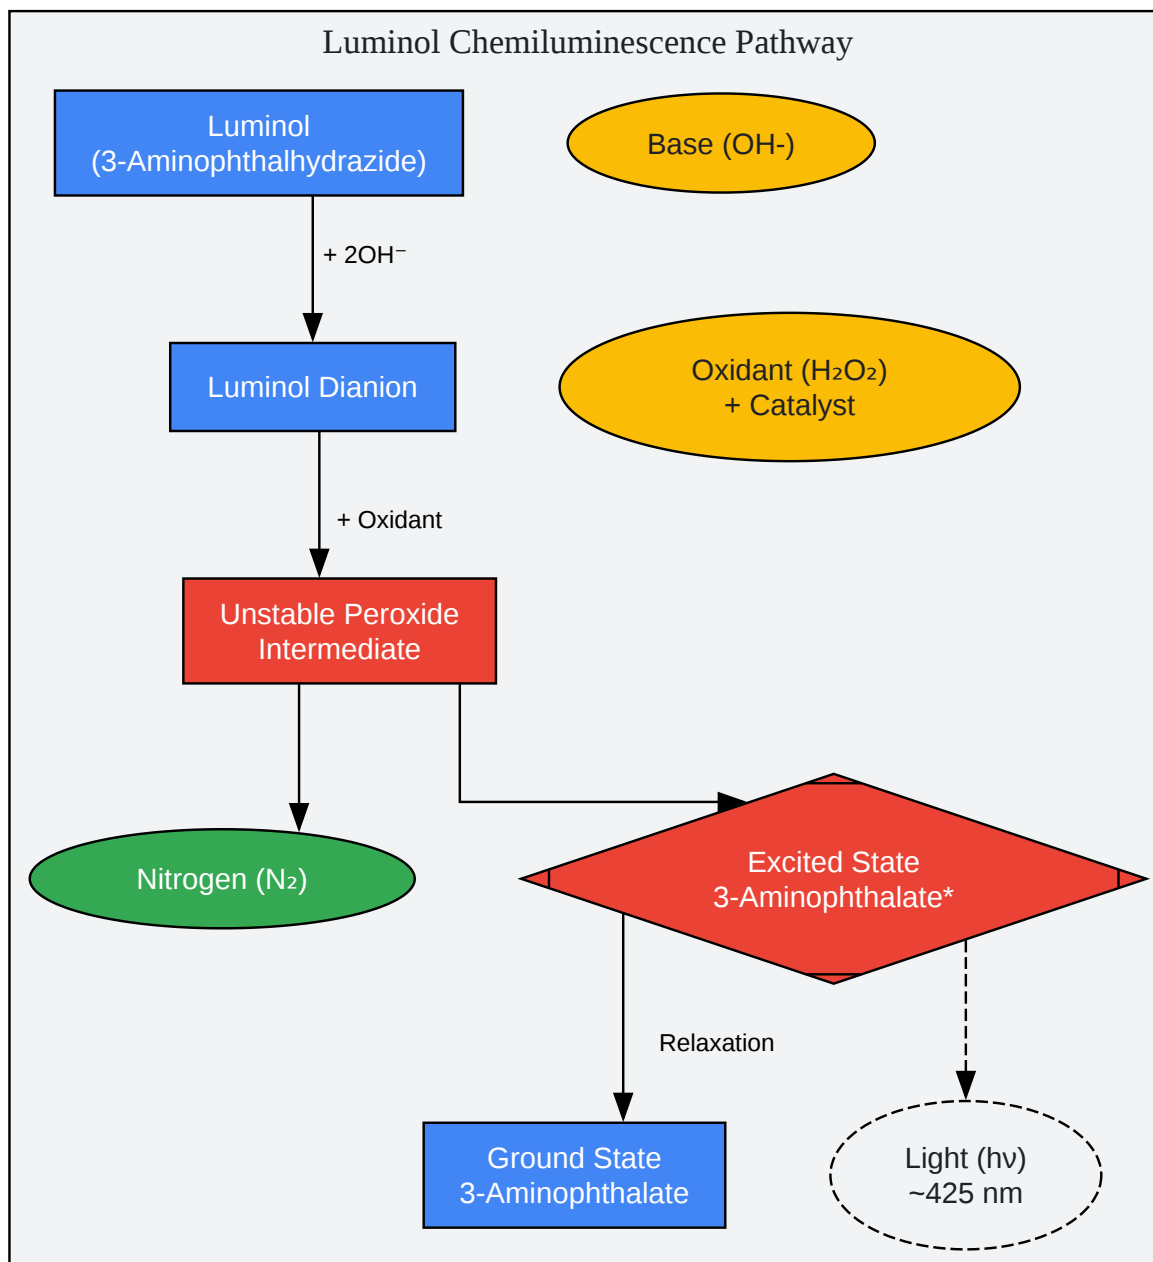 Luminol Chemiluminescence Pathway
Luminol
(3-Aminophthalhydrazide)
Base (OH-)
+ 2OH⁻
Luminol Dianion
Oxidant (H₂O₂)
+ Catalyst
+ Oxidant
Unstable Peroxide
Intermediate
Nitrogen (N₂)
Excited State
3-Aminophthalate*
Relaxation
Ground State
3-Aminophthalate
Light (hν)
~425 nm